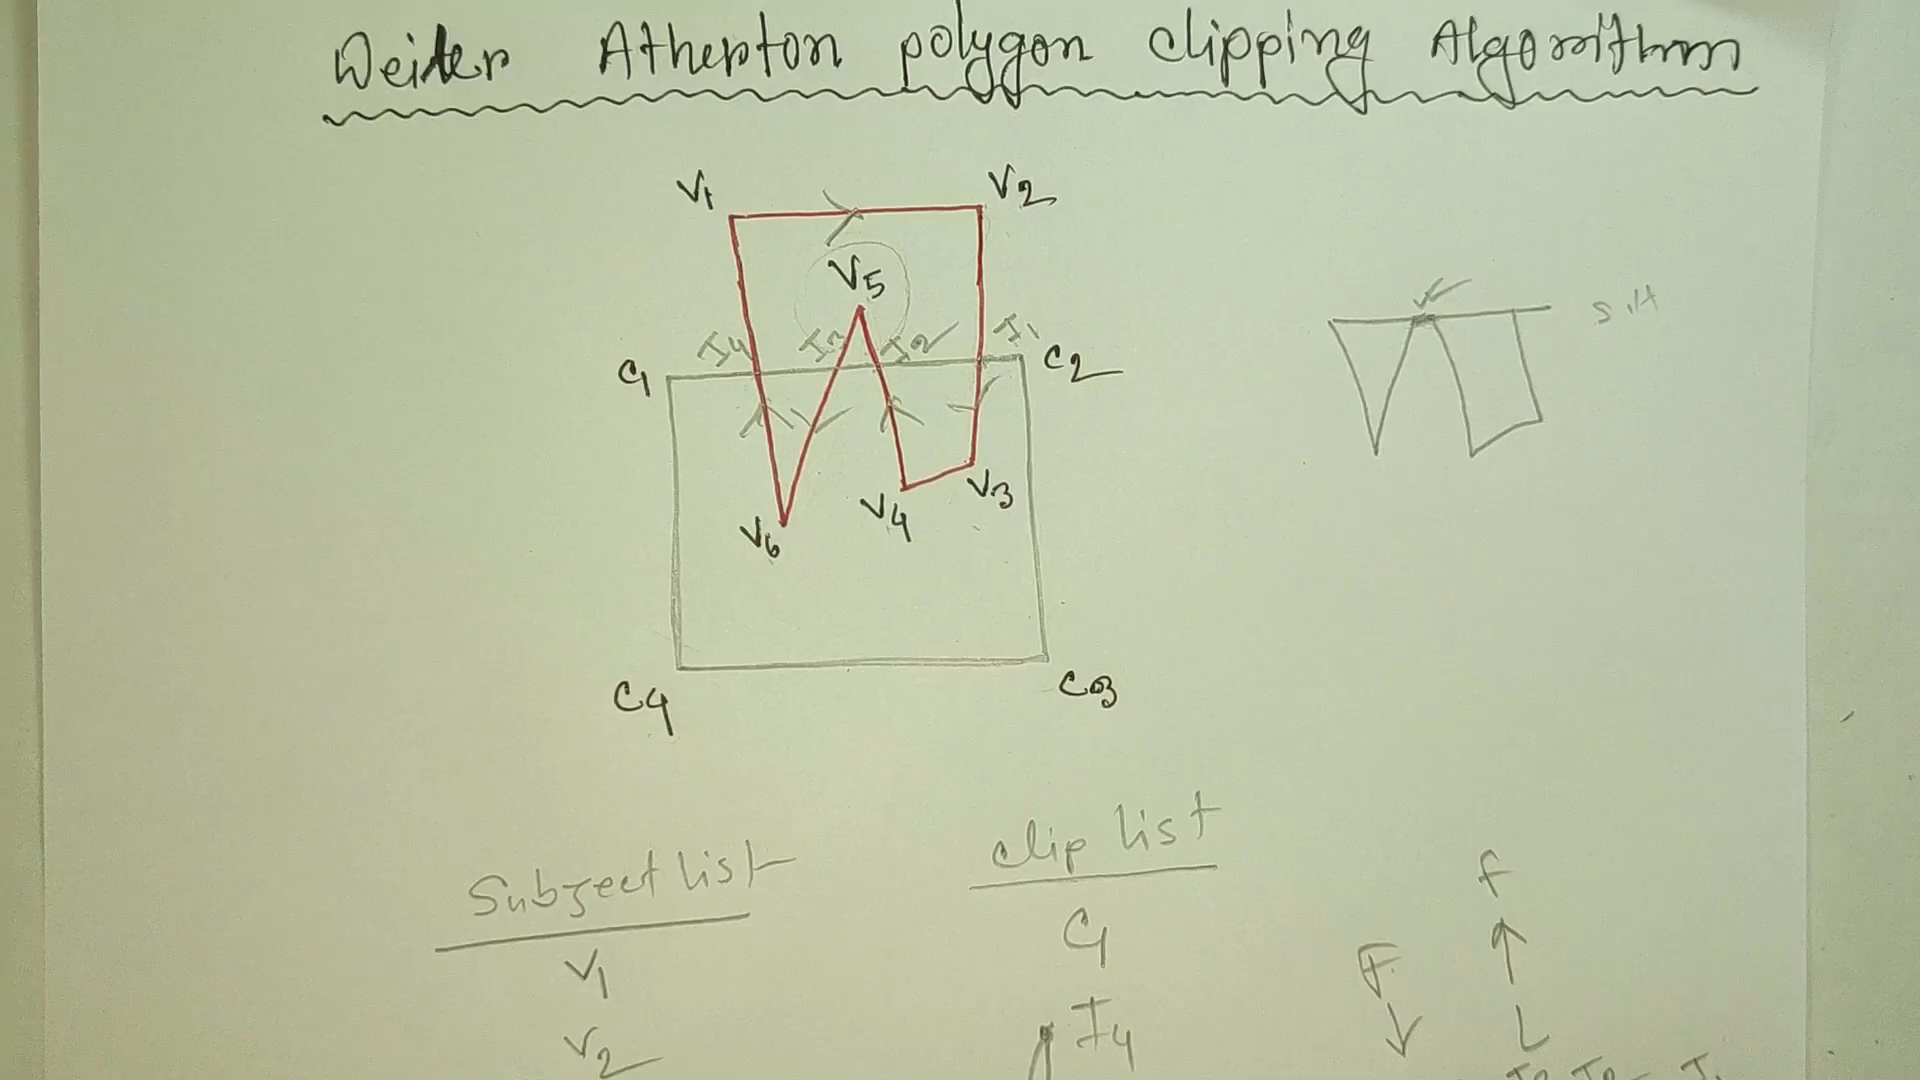 Weiler Atherton polygon clipping Algorithm
V1 V2
V5
I4 I3 I2 I1
C1 C2
S.H
V4 V3
V6
C4 C3
Subject list Clip list
V1 C1
V2 I4
F
F
L